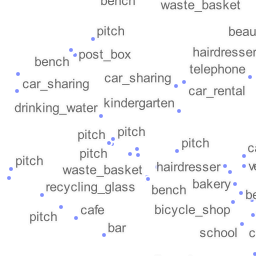 bench
waste_basket
pitch
beau
post_box
hairdresser
bench
telephone
car_sharing
car_sharing
car_rental
drinking_water
kindergarten
pitch
pitch
pitch
pitch
pitch
waste_basket
hairdresser
recycling_glass
bench
bakery
be
pitch
cafe
bicycle_shop
bar
school